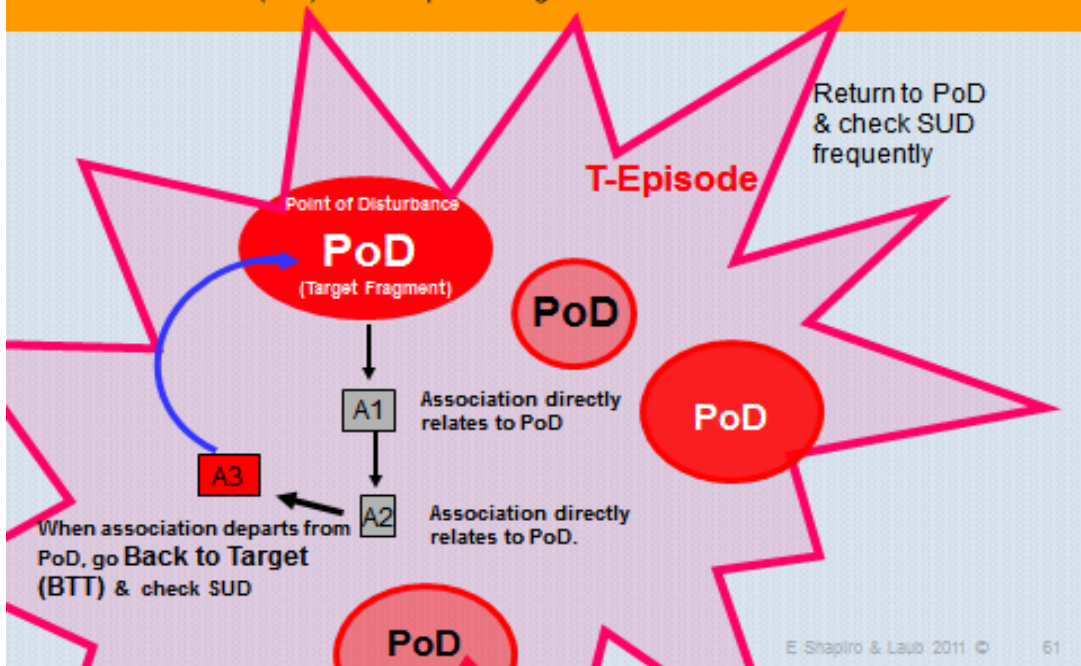 Return to PoD
& check SUD
frequently
T-Episode
Point of Disturbance
PoD
(Target Fragment)
PoD
PoD
A1
Association directly
relates to PoD
A3
A2
Association directly
relates to PoD.
When association departs from
PoD, go Back to Target
(BTT) & check SUD
PoD
E Shapiro & Laub 2011 ©
61